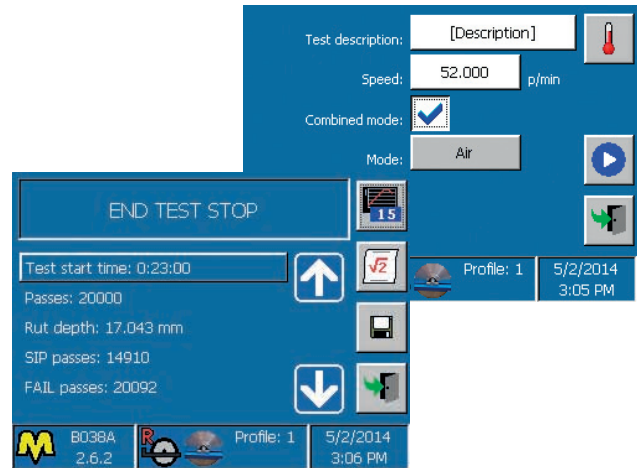 Test description: [Description]
Speed: 52.000 p/min
Combined mode:
Mode: Air
Profile: 1 5/2/2014
3:05 PM
END TEST STOP
15
Test start time: 0:23:00
√2
Passes: 20000
Rut depth: 17.043 mm
SIP passes: 14910
FAIL passes: 20092
B038A R Profile: 1 5/2/2014
2.6.2 3:06 PM